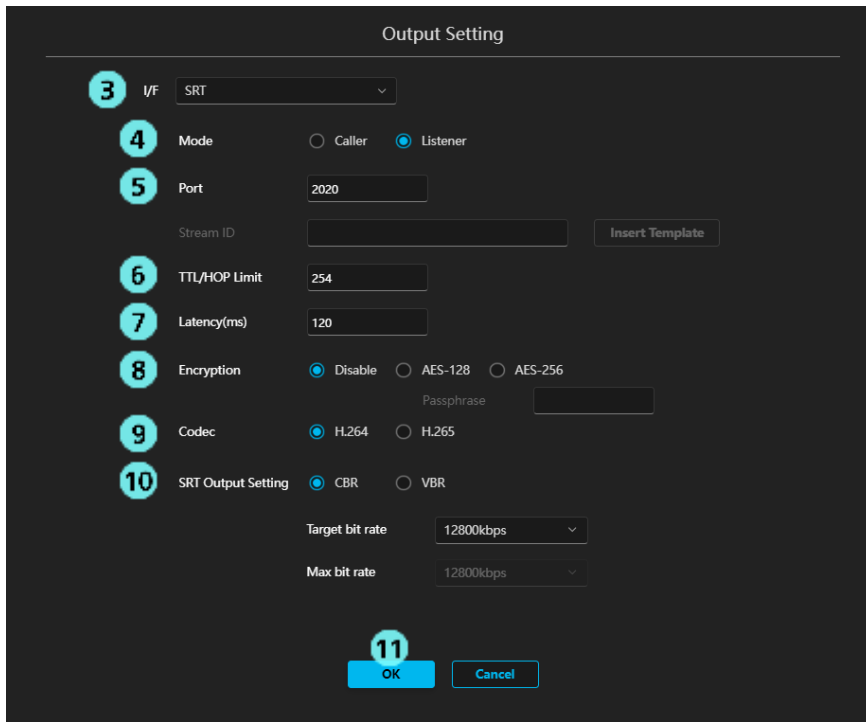 Output Setting
3 I/F SRT
4 Mode Caller Listener
5 Port 2020
Stream ID Insert Template
6 TTL/HOP Limit 254
7 Latency(ms) 120
8 Encryption Disable AES-128 AES-256
Passphrase
9 Codec H.264 H.265
10 SRT Output Setting CBR VBR
Target bit rate 12800kbps
Max bit rate 12800kbps
11
OK Cancel